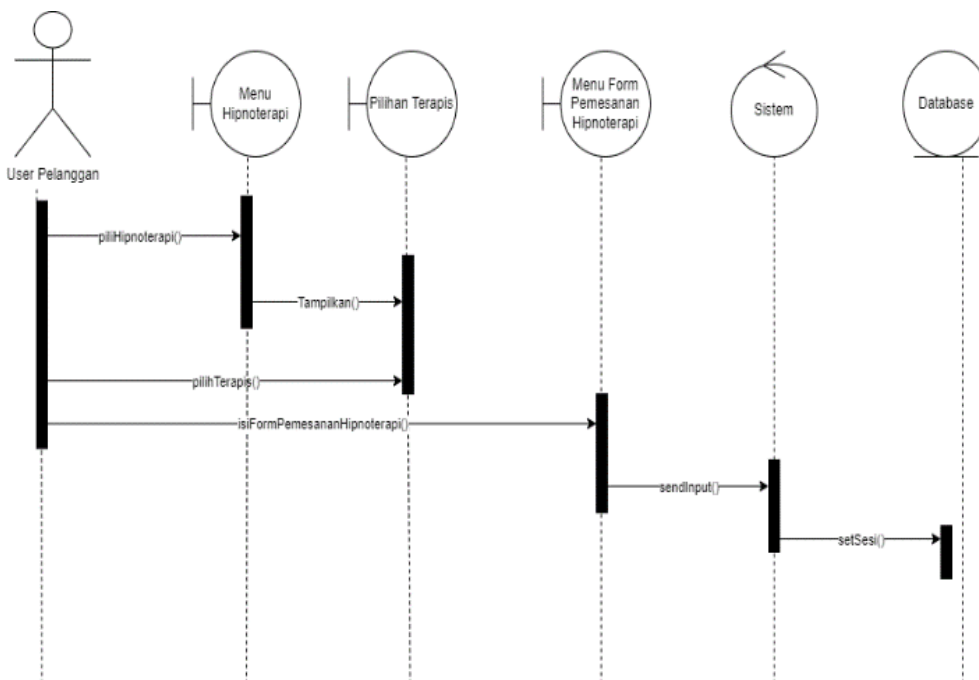 User Pelanggan
Menu
Hipnoterapi
Pilihan Terapis
Menu Form
Pemesanan
Hipnoterapi
Sistem
Database
piliHipnoterapi()
Tampilkan()
pilihTerapis()
isiFormPemesananHipnoterapi()
sendInput()
setSesi()